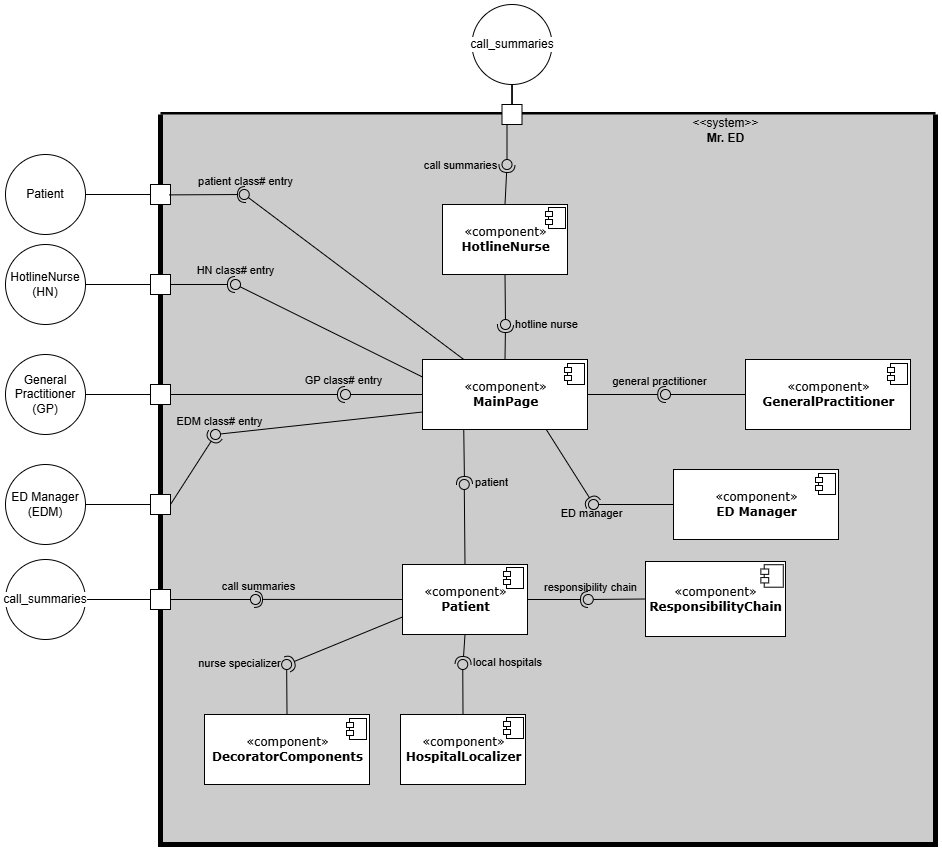 call_summaries
<<system>>
Mr. ED
call summaries
patient class# entry
Patient
«component»
HotlineNurse
HN class# entry
HotlineNurse
(HN)
hotline nurse
General
Practitioner
(GP)
GP class# entry
«component»
MainPage
general practitioner
«component»
GeneralPractitioner
EDM class# entry
ED Manager
(EDM)
patient
ED manager
«component»
ED Manager
call_summaries
call summaries
«component»
Patient
responsibility chain
«component»
ResponsibilityChain
nurse specializer
local hospitals
«component»
DecoratorComponents
«component»
HospitalLocalizer